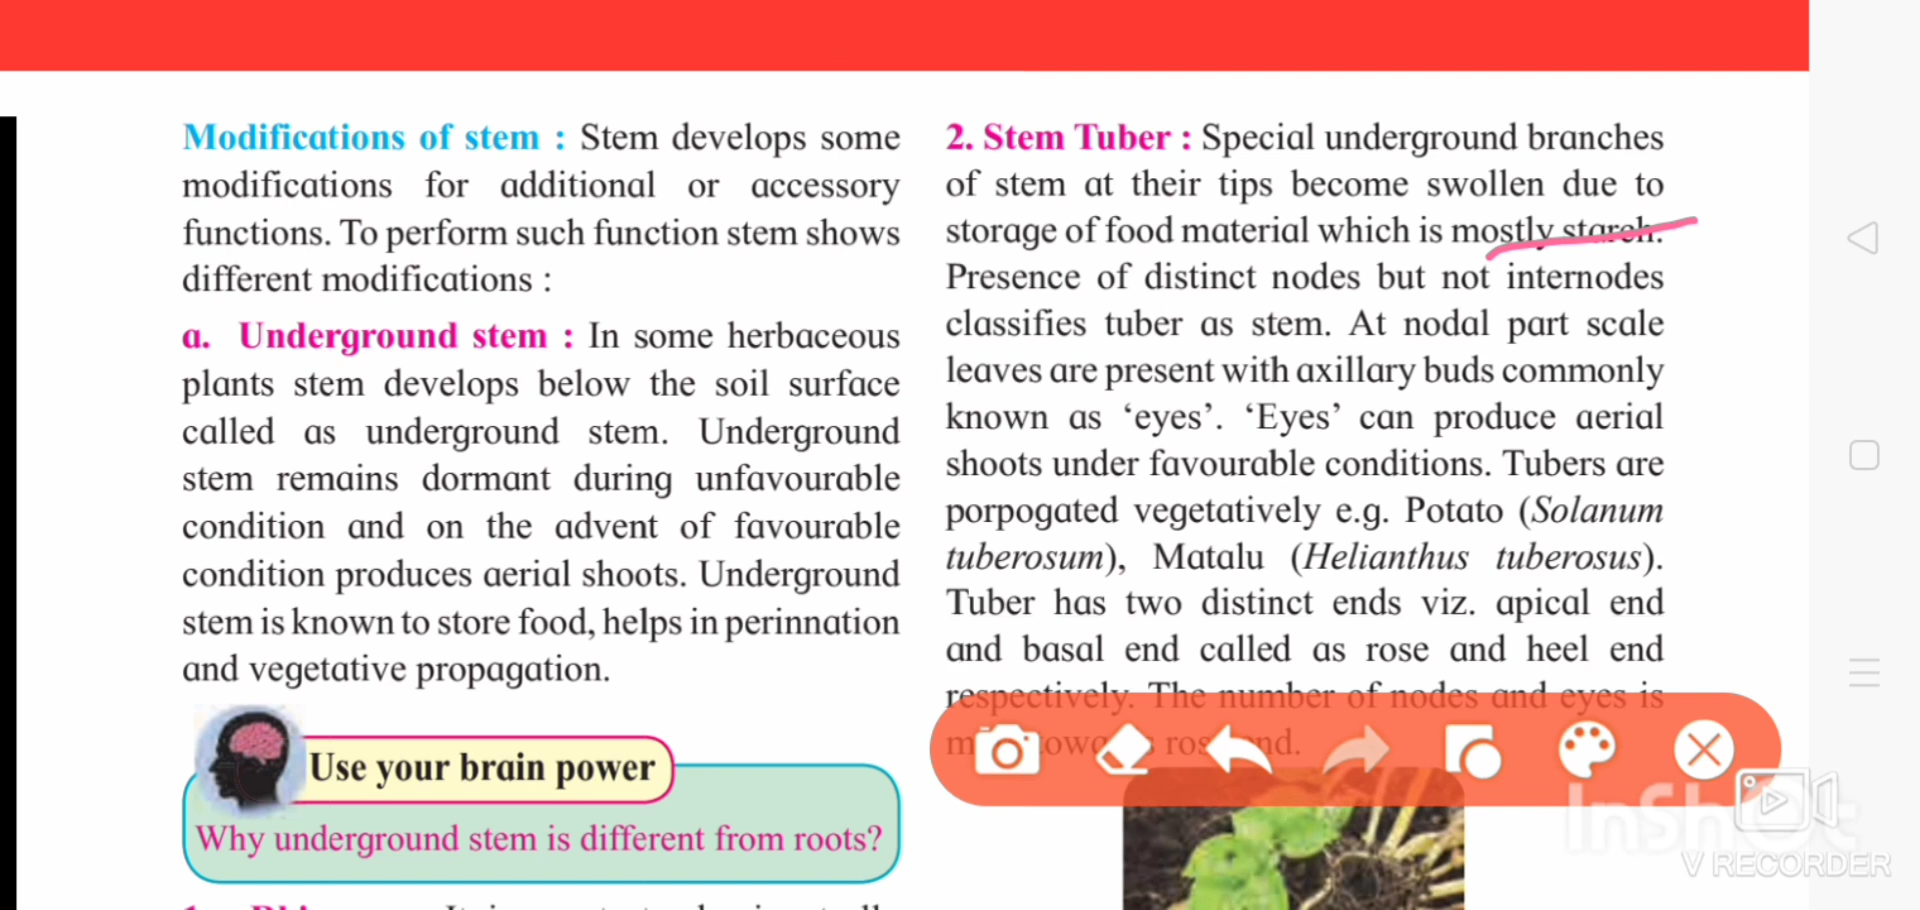 Modifications of stem : Stem develops some
modifications for additional or accessory
functions. To perform such function stem shows
different modifications :
a. Underground stem : In some herbaceous
plants stem develops below the soil surface
called as underground stem. Underground
stem remains dormant during unfavourable
condition and on the advent of favourable
condition produces aerial shoots. Underground
stem is known to store food, helps in perinnation
and vegetative propagation.
Use your brain power
Why underground stem is different from roots?
2. Stem Tuber : Special underground branches
of stem at their tips become swollen due to
storage of food material which is mostly starch.
Presence of distinct nodes but not internodes
classifies tuber as stem. At nodal part scale
leaves are present with axillary buds commonly
known as ‘eyes’. ‘Eyes’ can produce aerial
shoots under favourable conditions. Tubers are
porpogated vegetatively e.g. Potato (Solanum
tuberosum), Matalu (Helianthus tuberosus).
Tuber has two distinct ends viz. apical end
and basal end called as rose and heel end
respectively. The number of nodes and eyes is
InShot
V RECORDER